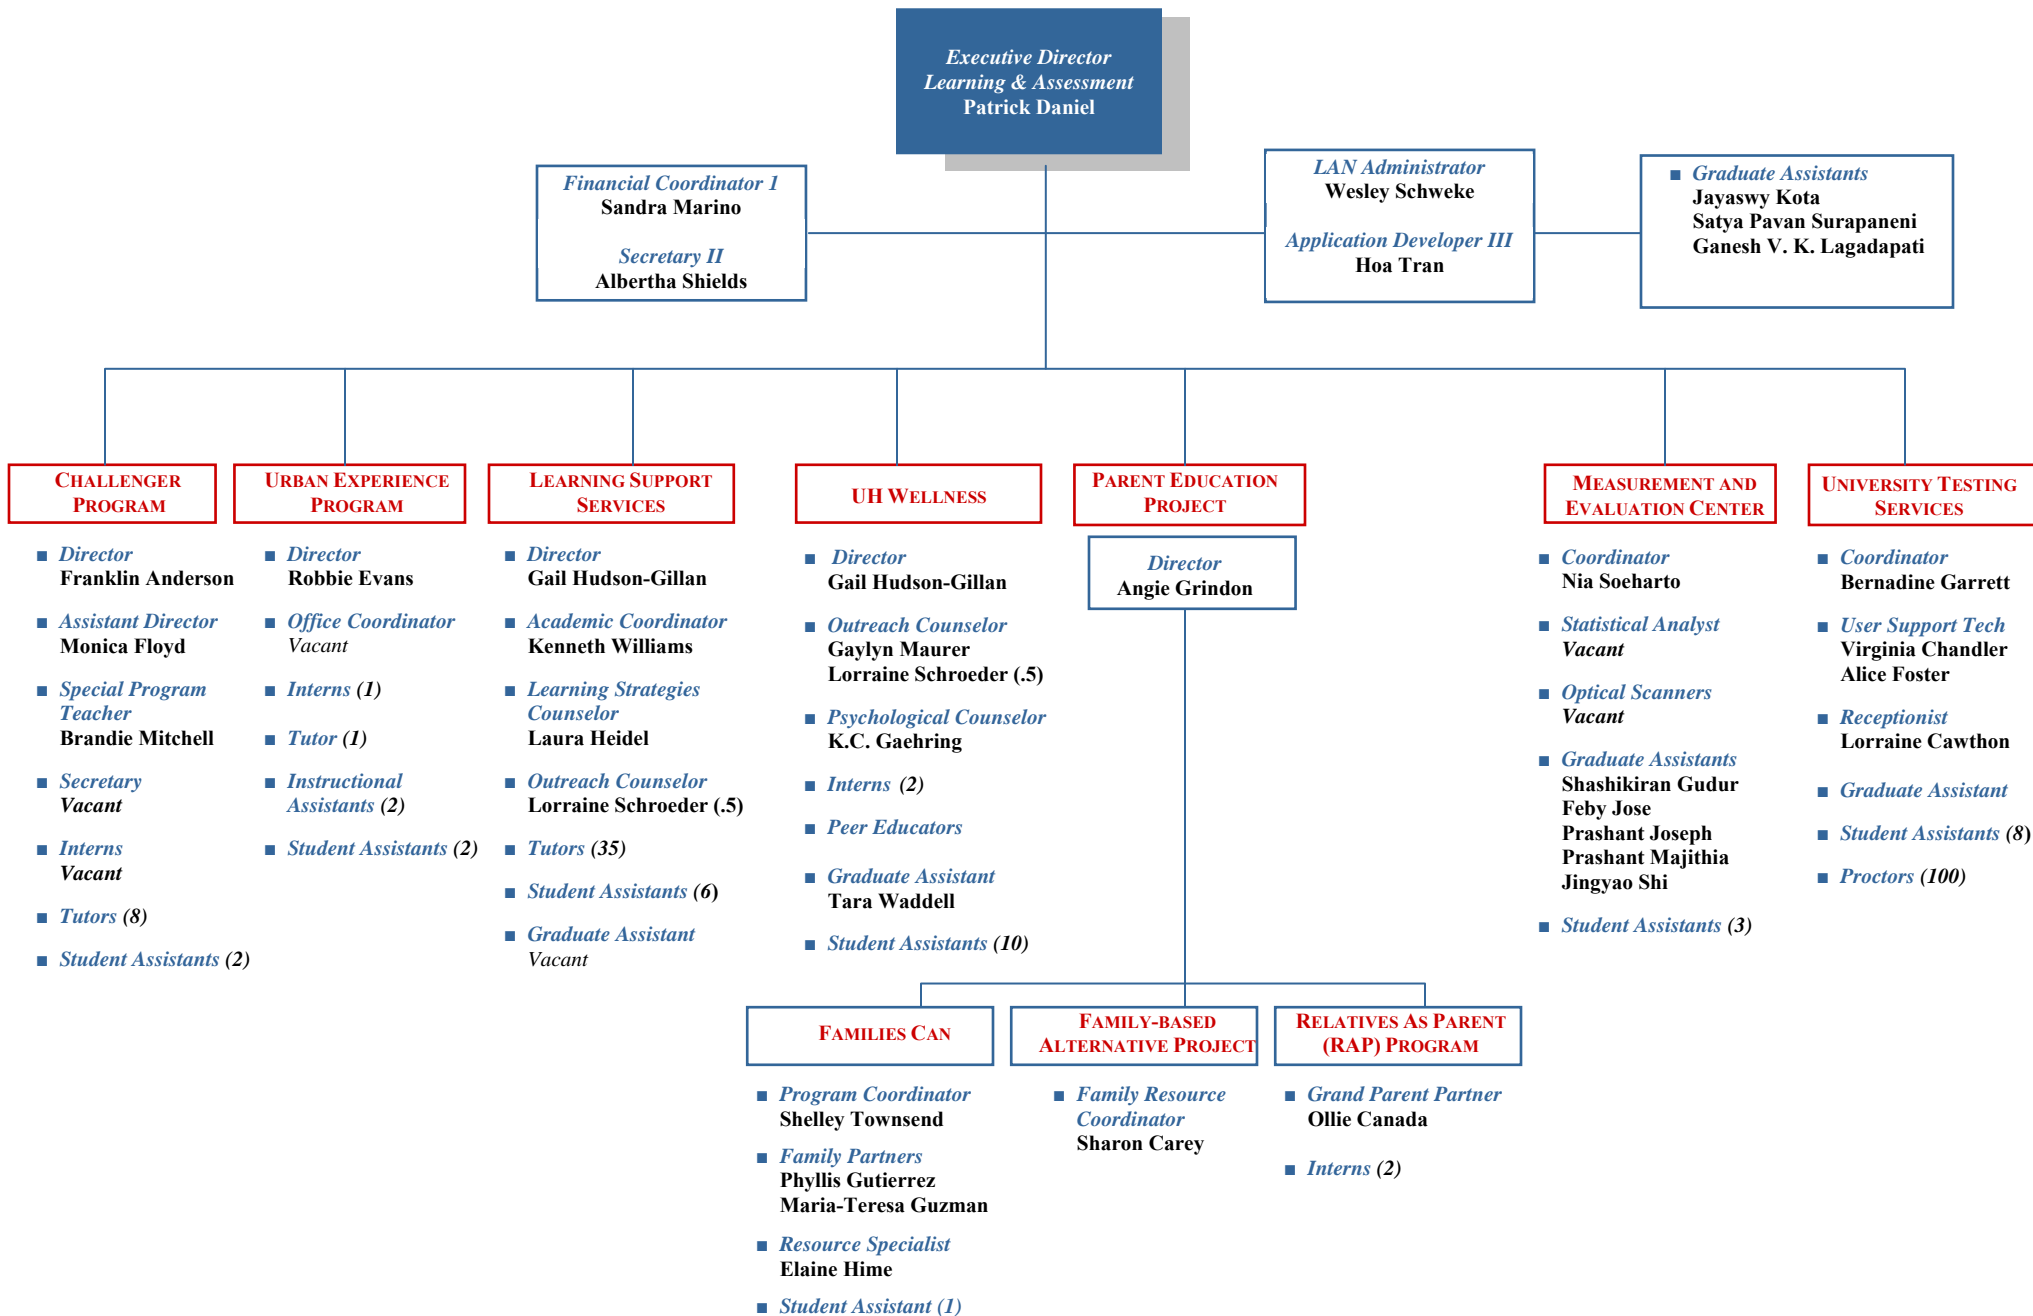 Executive Director
Learning & Assessment
Patrick Daniel
Financial Coordinator 1
Sandra Marino
Secretary II
Albertha Shields
LAN Administrator
Wesley Schweke
Application Developer III
Hoa Tran
■ Graduate Assistants
Jayaswy Kota
Satya Pavan Surapaneni
Ganesh V. K. Lagadapati
CHALLENGER
PROGRAM
■ Director
Franklin Anderson
■ Assistant Director
Monica Floyd
■ Special Program
Teacher
Brandie Mitchell
■ Secretary
Vacant
■ Interns
Vacant
■ Tutors (8)
■ Student Assistants (2)
URBAN EXPERIENCE
PROGRAM
■ Director
Robbie Evans
■ Office Coordinator
Vacant
■ Interns (1)
■ Tutor (1)
■ Instructional
Assistants (2)
■ Student Assistants (2)
LEARNING SUPPORT
SERVICES
■ Director
Gail Hudson-Gillan
■ Academic Coordinator
Kenneth Williams
■ Learning Strategies
Counselor
Laura Heidel
■ Outreach Counselor
Lorraine Schroeder (.5)
■ Tutors (35)
■ Student Assistants (6)
■ Graduate Assistant
Vacant
UH WELLNESS
■ Director
Gail Hudson-Gillan
■ Outreach Counselor
Gaylyn Maurer
Lorraine Schroeder (.5)
■ Psychological Counselor
K.C. Gaehring
■ Interns (2)
■ Peer Educators
■ Graduate Assistant
Tara Waddell
■ Student Assistants (10)
PARENT EDUCATION
PROJECT
Director
Angie Grindon
FAMILIES CAN
■ Program Coordinator
Shelley Townsend
■ Family Partners
Phyllis Gutierrez
Maria-Teresa Guzman
■ Resource Specialist
Elaine Hime
■ Student Assistant (1)
FAMILY-BASED
ALTERNATIVE PROJECT
■ Family Resource
Coordinator
Sharon Carey
RELATIVES AS PARENT
(RAP) PROGRAM
■ Grand Parent Partner
Ollie Canada
■ Interns (2)
MEASUREMENT AND
EVALUATION CENTER
■ Coordinator
Nia Soeharto
■ Statistical Analyst
Vacant
■ Optical Scanners
Vacant
■ Graduate Assistants
Shashikiran Gudur
Feby Jose
Prashant Joseph
Prashant Majithia
Jingyao Shi
■ Student Assistants (3)
UNIVERSITY TESTING
SERVICES
■ Coordinator
Bernadine Garrett
■ User Support Tech
Virginia Chandler
Alice Foster
■ Receptionist
Lorraine Cawthon
■ Graduate Assistant
■ Student Assistants (8)
■ Proctors (100)